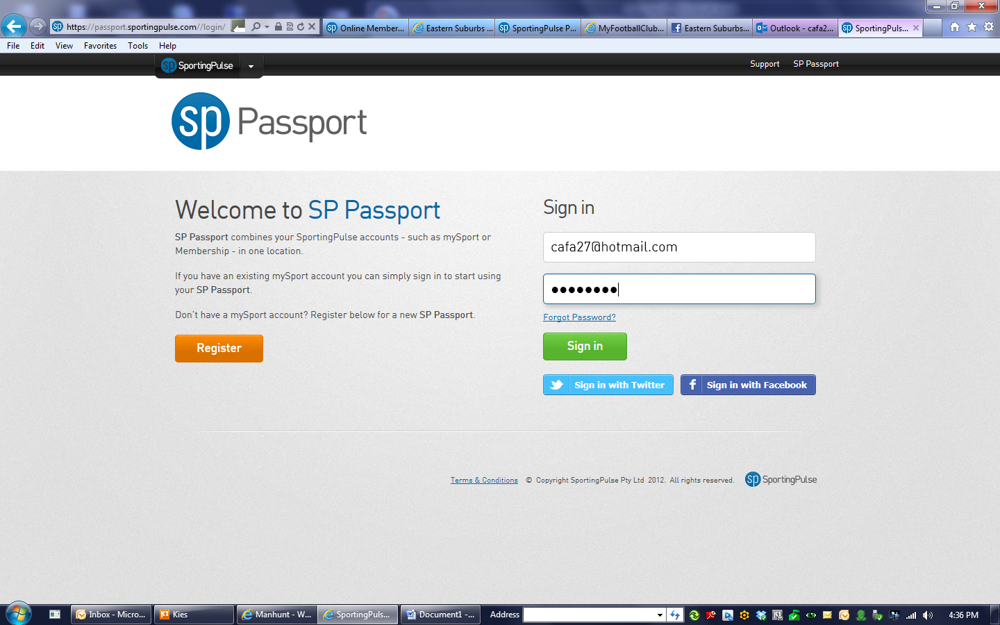 https://passport.sportingpulse.com//login/
Online Member...
Eastern Suburbs ...
SportingPulse P...
MyFootballClub...
Eastern Suburbs...
Outlook - cafa2...
SportingPuls...
File Edit View Favorites Tools Help
SportingPulse
Support SP Passport
sp Passport
Welcome to SP Passport
SP Passport combines your SportingPulse accounts - such as mySport or
Membership - in one location.
If you have an existing mySport account you can simply sign in to start using
your SP Passport.
Don't have a mySport account? Register below for a new SP Passport.
Register
Sign in
cafa27@hotmail.com
Forgot Password?
Sign in
Sign in with Twitter
Sign in with Facebook
Terms & Conditions © Copyright SportingPulse Pty Ltd 2012. All rights reserved. sp SportingPulse
Inbox - Micro...
K1 Kies
Manhunt - W...
SportingPuls...
Document1 -...
Address
4:36 PM